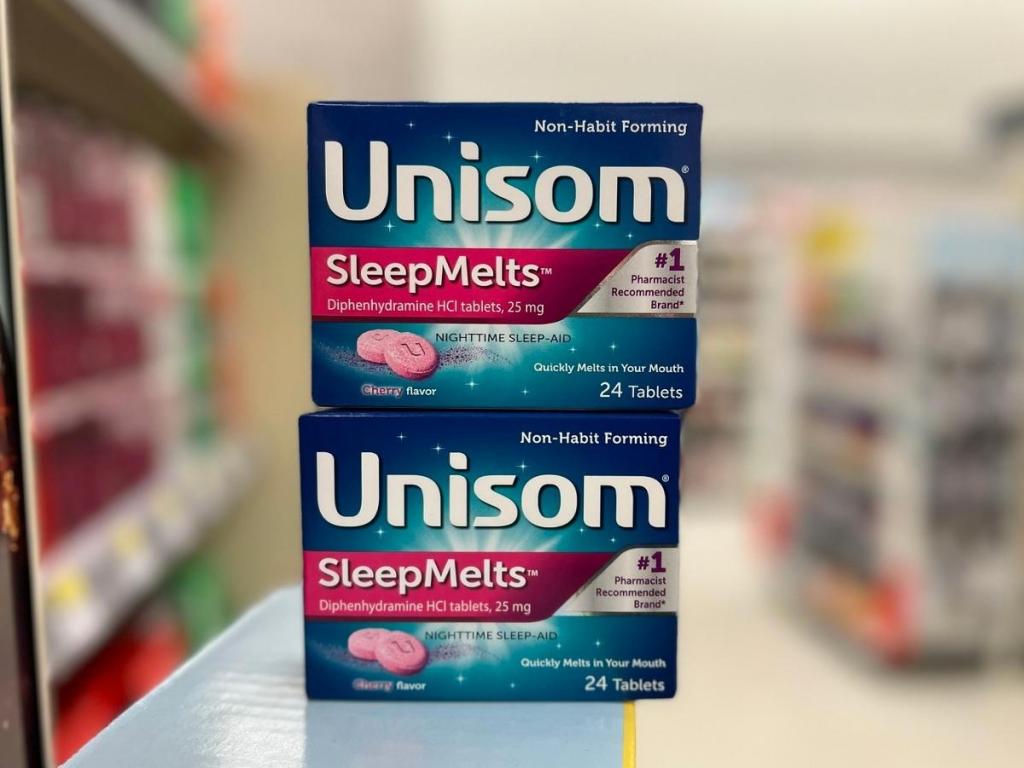 Non-Habit Forming
Unisom®
SleepMelts™
Diphenhydramine HCl tablets, 25 mg
#1
Pharmacist
Recommended
Brand*
NIGHTTIME SLEEP-AID
U
Quickly Melts in Your Mouth
Cherry flavor
24 Tablets
Non-Habit Forming
Unisom®
SleepMelts™
Diphenhydramine HCl tablets, 25 mg
#1
Pharmacist
Recommended
Brand*
NIGHTTIME SLEEP-AID
U
Quickly Melts in Your Mouth
Cherry flavor
24 Tablets